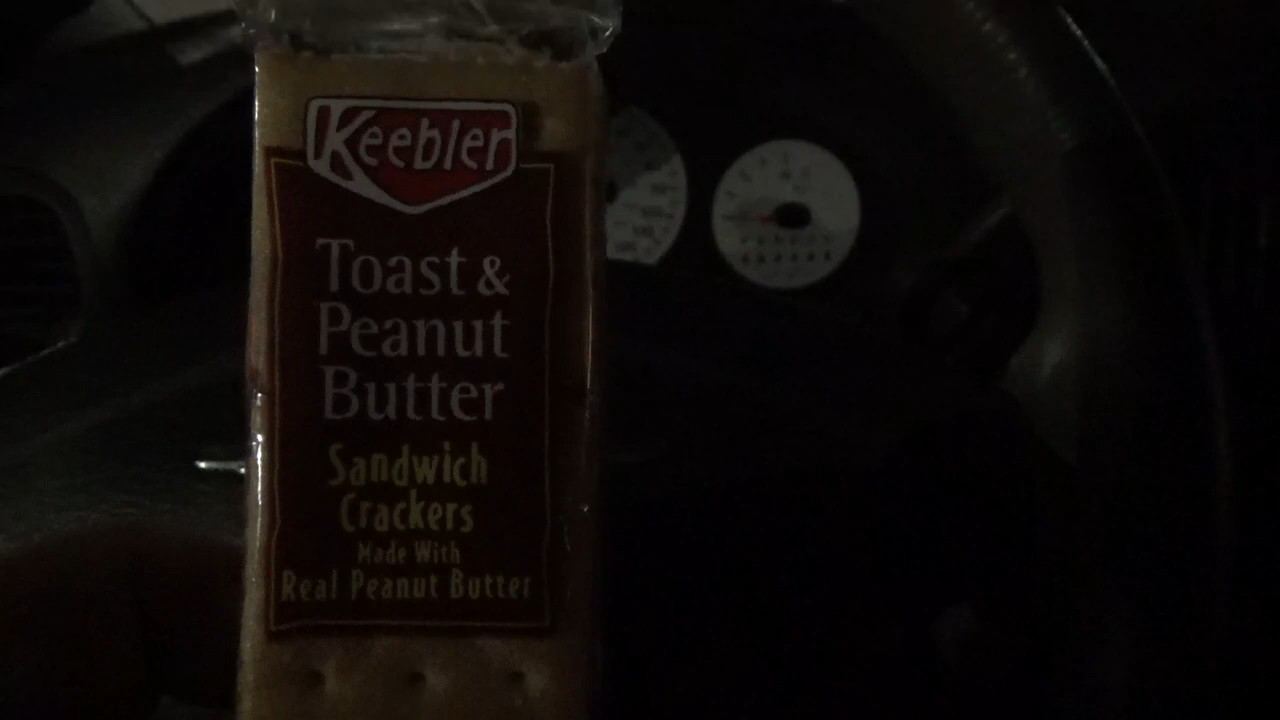 Keebler
Toast &
Peanut
Butter
Sandwich
Crackers
Made With
Real Peanut Butter